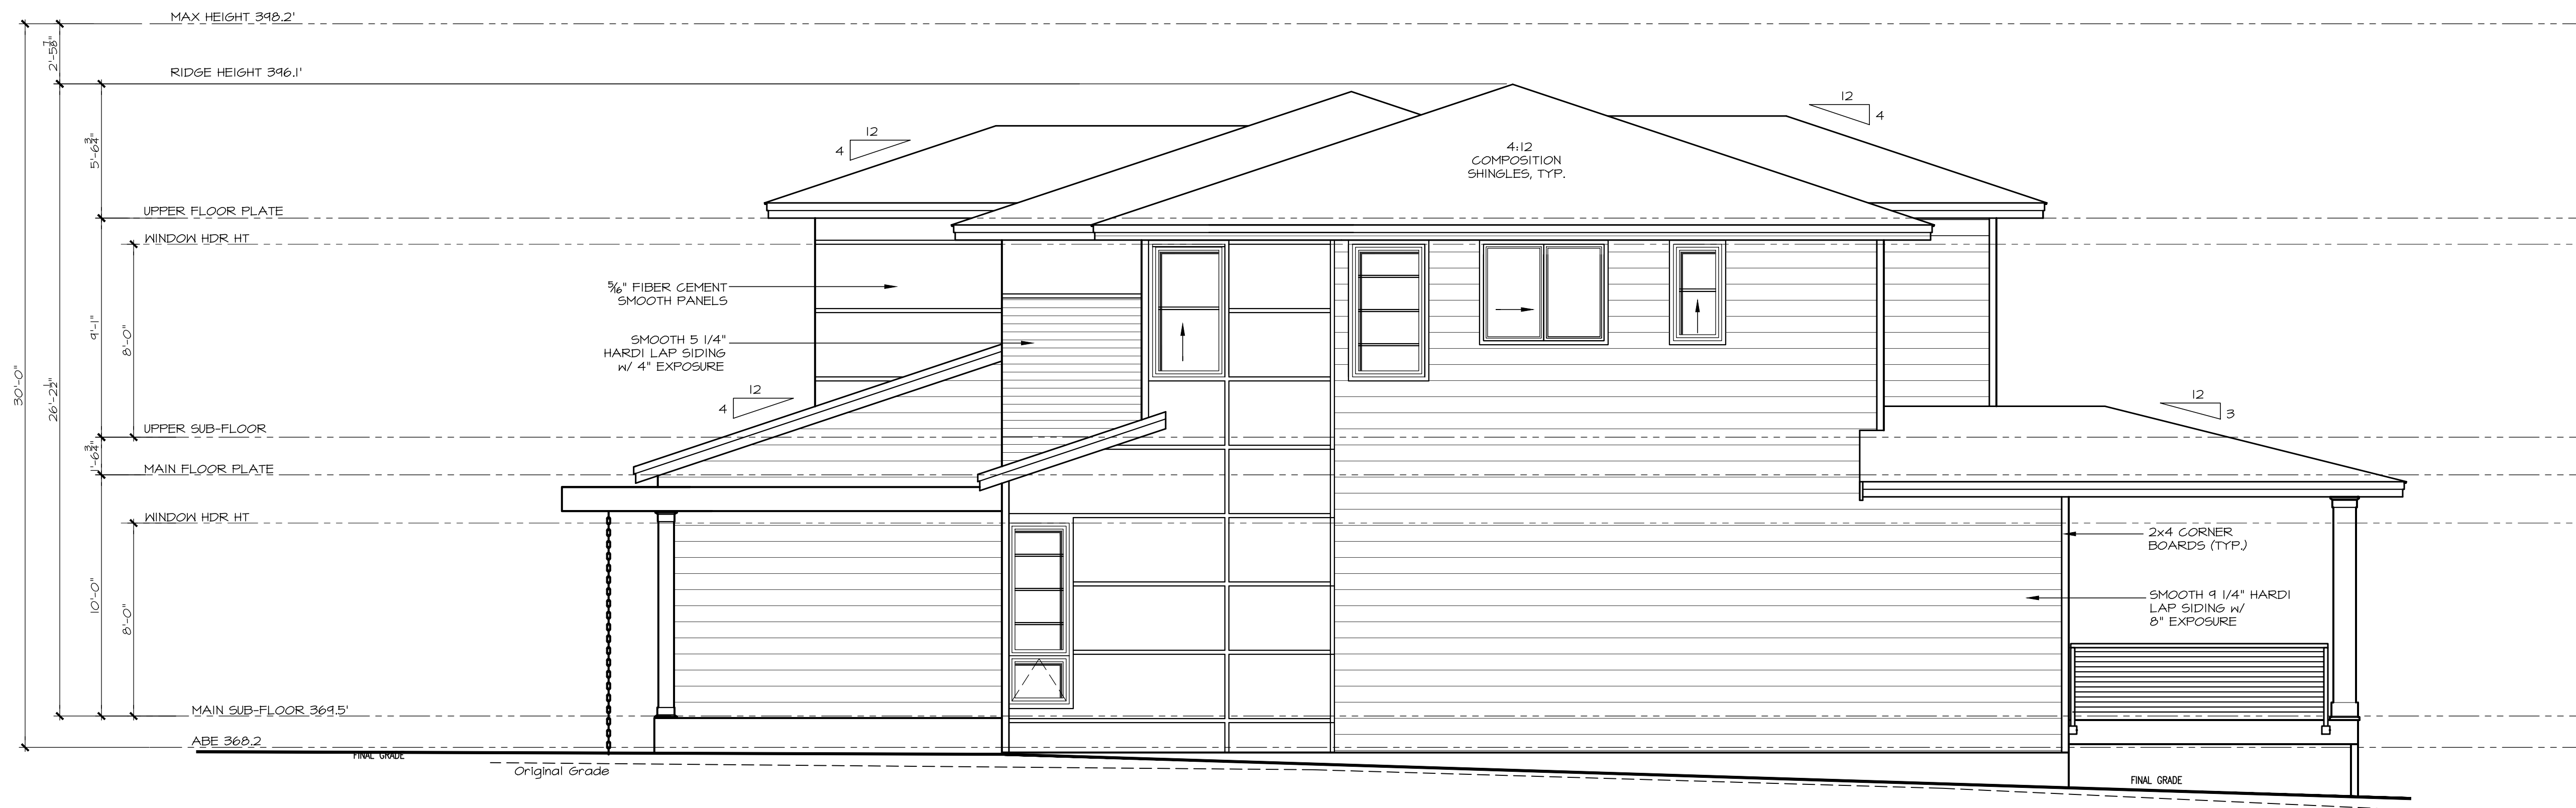 MAX HEIGHT 398.2'
2'-5⅞"
RIDGE HEIGHT 396.1'
12
4
12
4
4:12
COMPOSITION
SHINGLES, TYP.
5'-6¾"
UPPER FLOOR PLATE
WINDOW HDR HT
5/16" FIBER CEMENT
SMOOTH PANELS
SMOOTH 5 1/4"
HARDI LAP SIDING
w/ 4" EXPOSURE
9'-1"
8'-0"
30'-0"
26'-2½"
12
4
12
3
UPPER SUB-FLOOR
1'-6¾"
MAIN FLOOR PLATE
WINDOW HDR HT
2x4 CORNER
BOARDS (TYP.)
10'-0"
8'-0"
SMOOTH 9 1/4" HARDI
LAP SIDING w/
8" EXPOSURE
MAIN SUB-FLOOR 369.5'
ABE 368.2
FINAL GRADE
Original Grade
FINAL GRADE